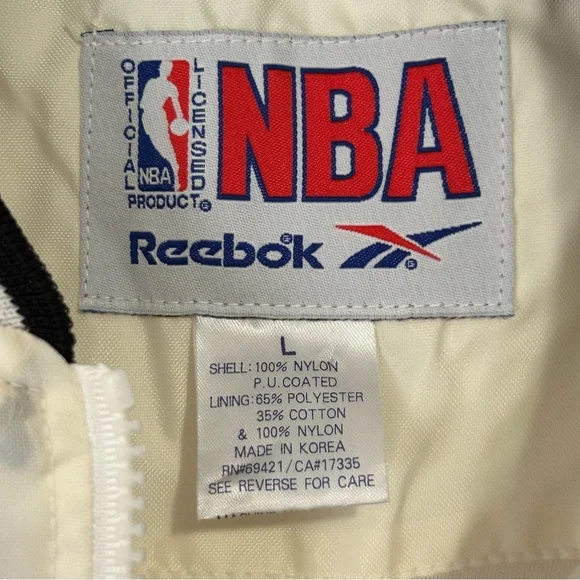 OFFICIAL
LICENSED
NBA
PRODUCT®
NBA
Reebok®
L
SHELL: 100% NYLON
P.U.COATED
LINING: 65% POLYESTER
35% COTTON
& 100% NYLON
MADE IN KOREA
RN#69421/CA#17335
SEE REVERSE FOR CARE